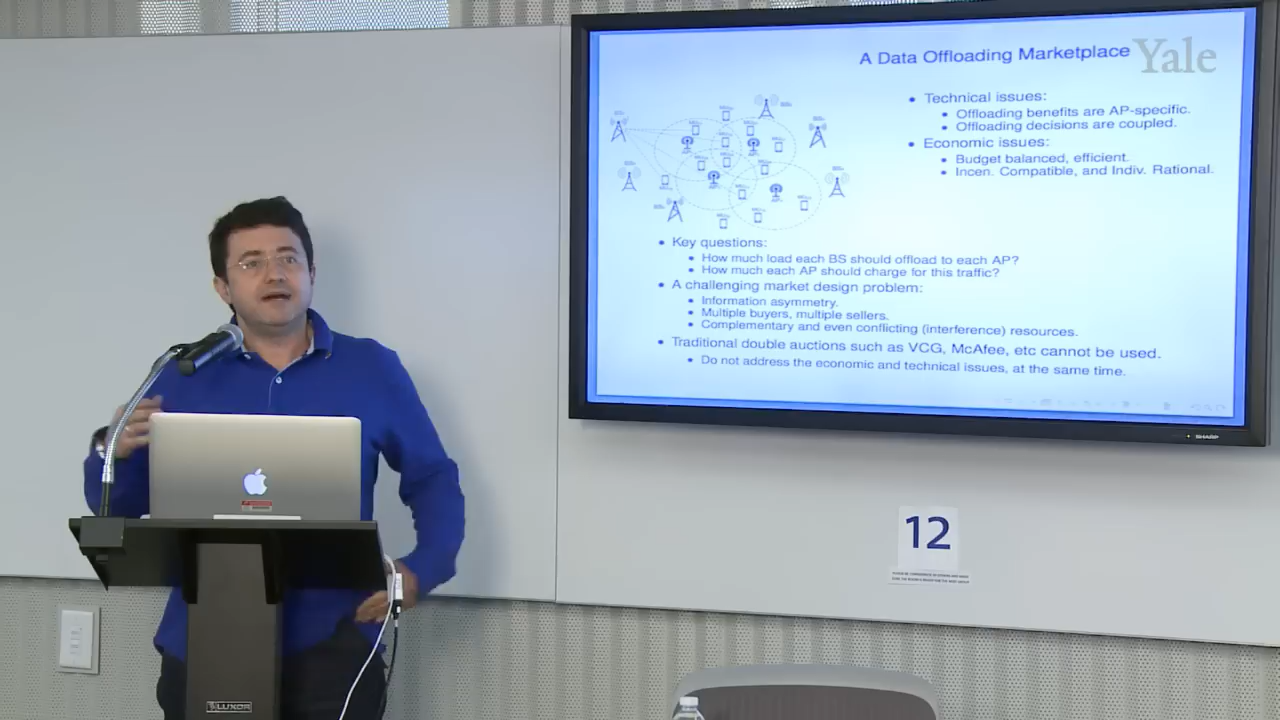 A Data Offloading Marketplace
Yale
• Technical issues:
• Offloading benefits are AP-specific.
• Offloading decisions are coupled.
• Economic issues:
• Budget balanced, efficient.
• Incen. Compatible, and Indiv. Rational.
• Key questions:
• How much load each BS should offload to each AP?
• How much each AP should charge for this traffic?
• A challenging market design problem:
• Information asymmetry.
• Multiple buyers, multiple sellers.
• Complementary and even conflicting (interference) resources.
• Traditional double auctions such as VCG, McAfee, etc cannot be used.
• Do not address the economic and technical issues, at the same time.
SHARP
12
LUXOR